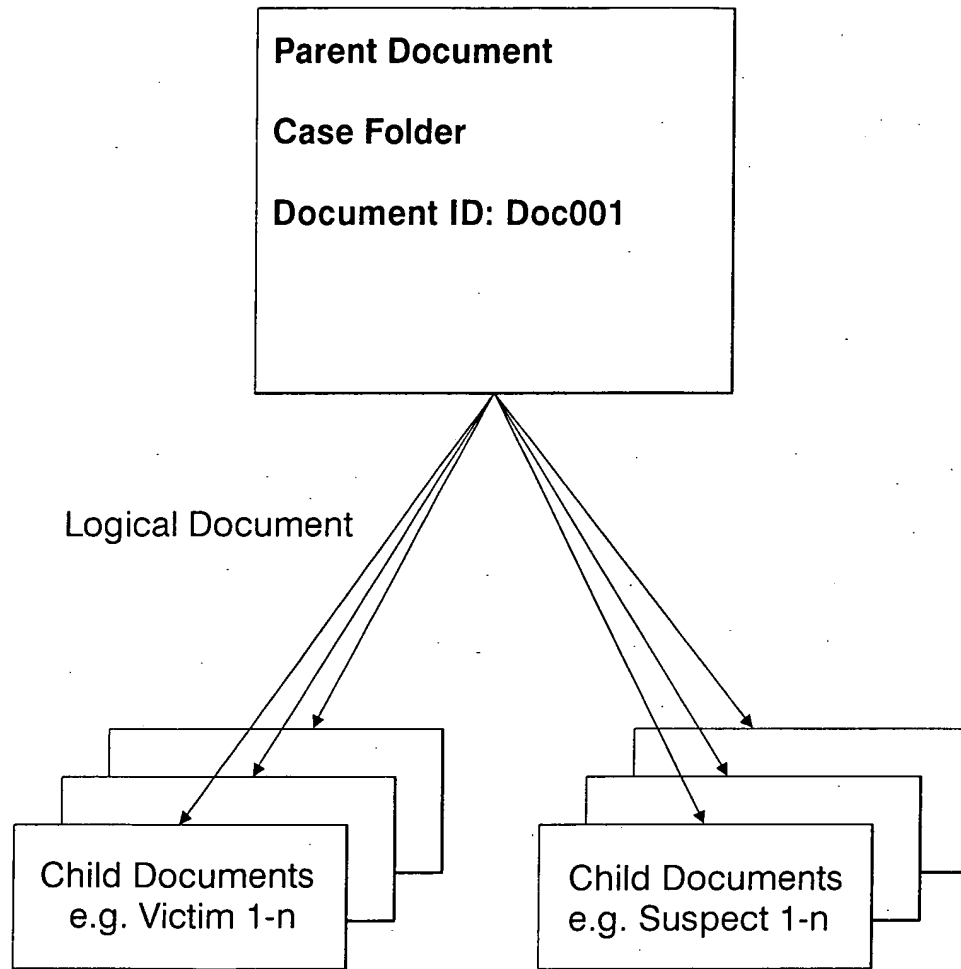 Parent Document
Case Folder
Document ID: Doc001
Logical Document
Child Documents
e.g. Victim 1-n
Child Documents
e.g. Suspect 1-n